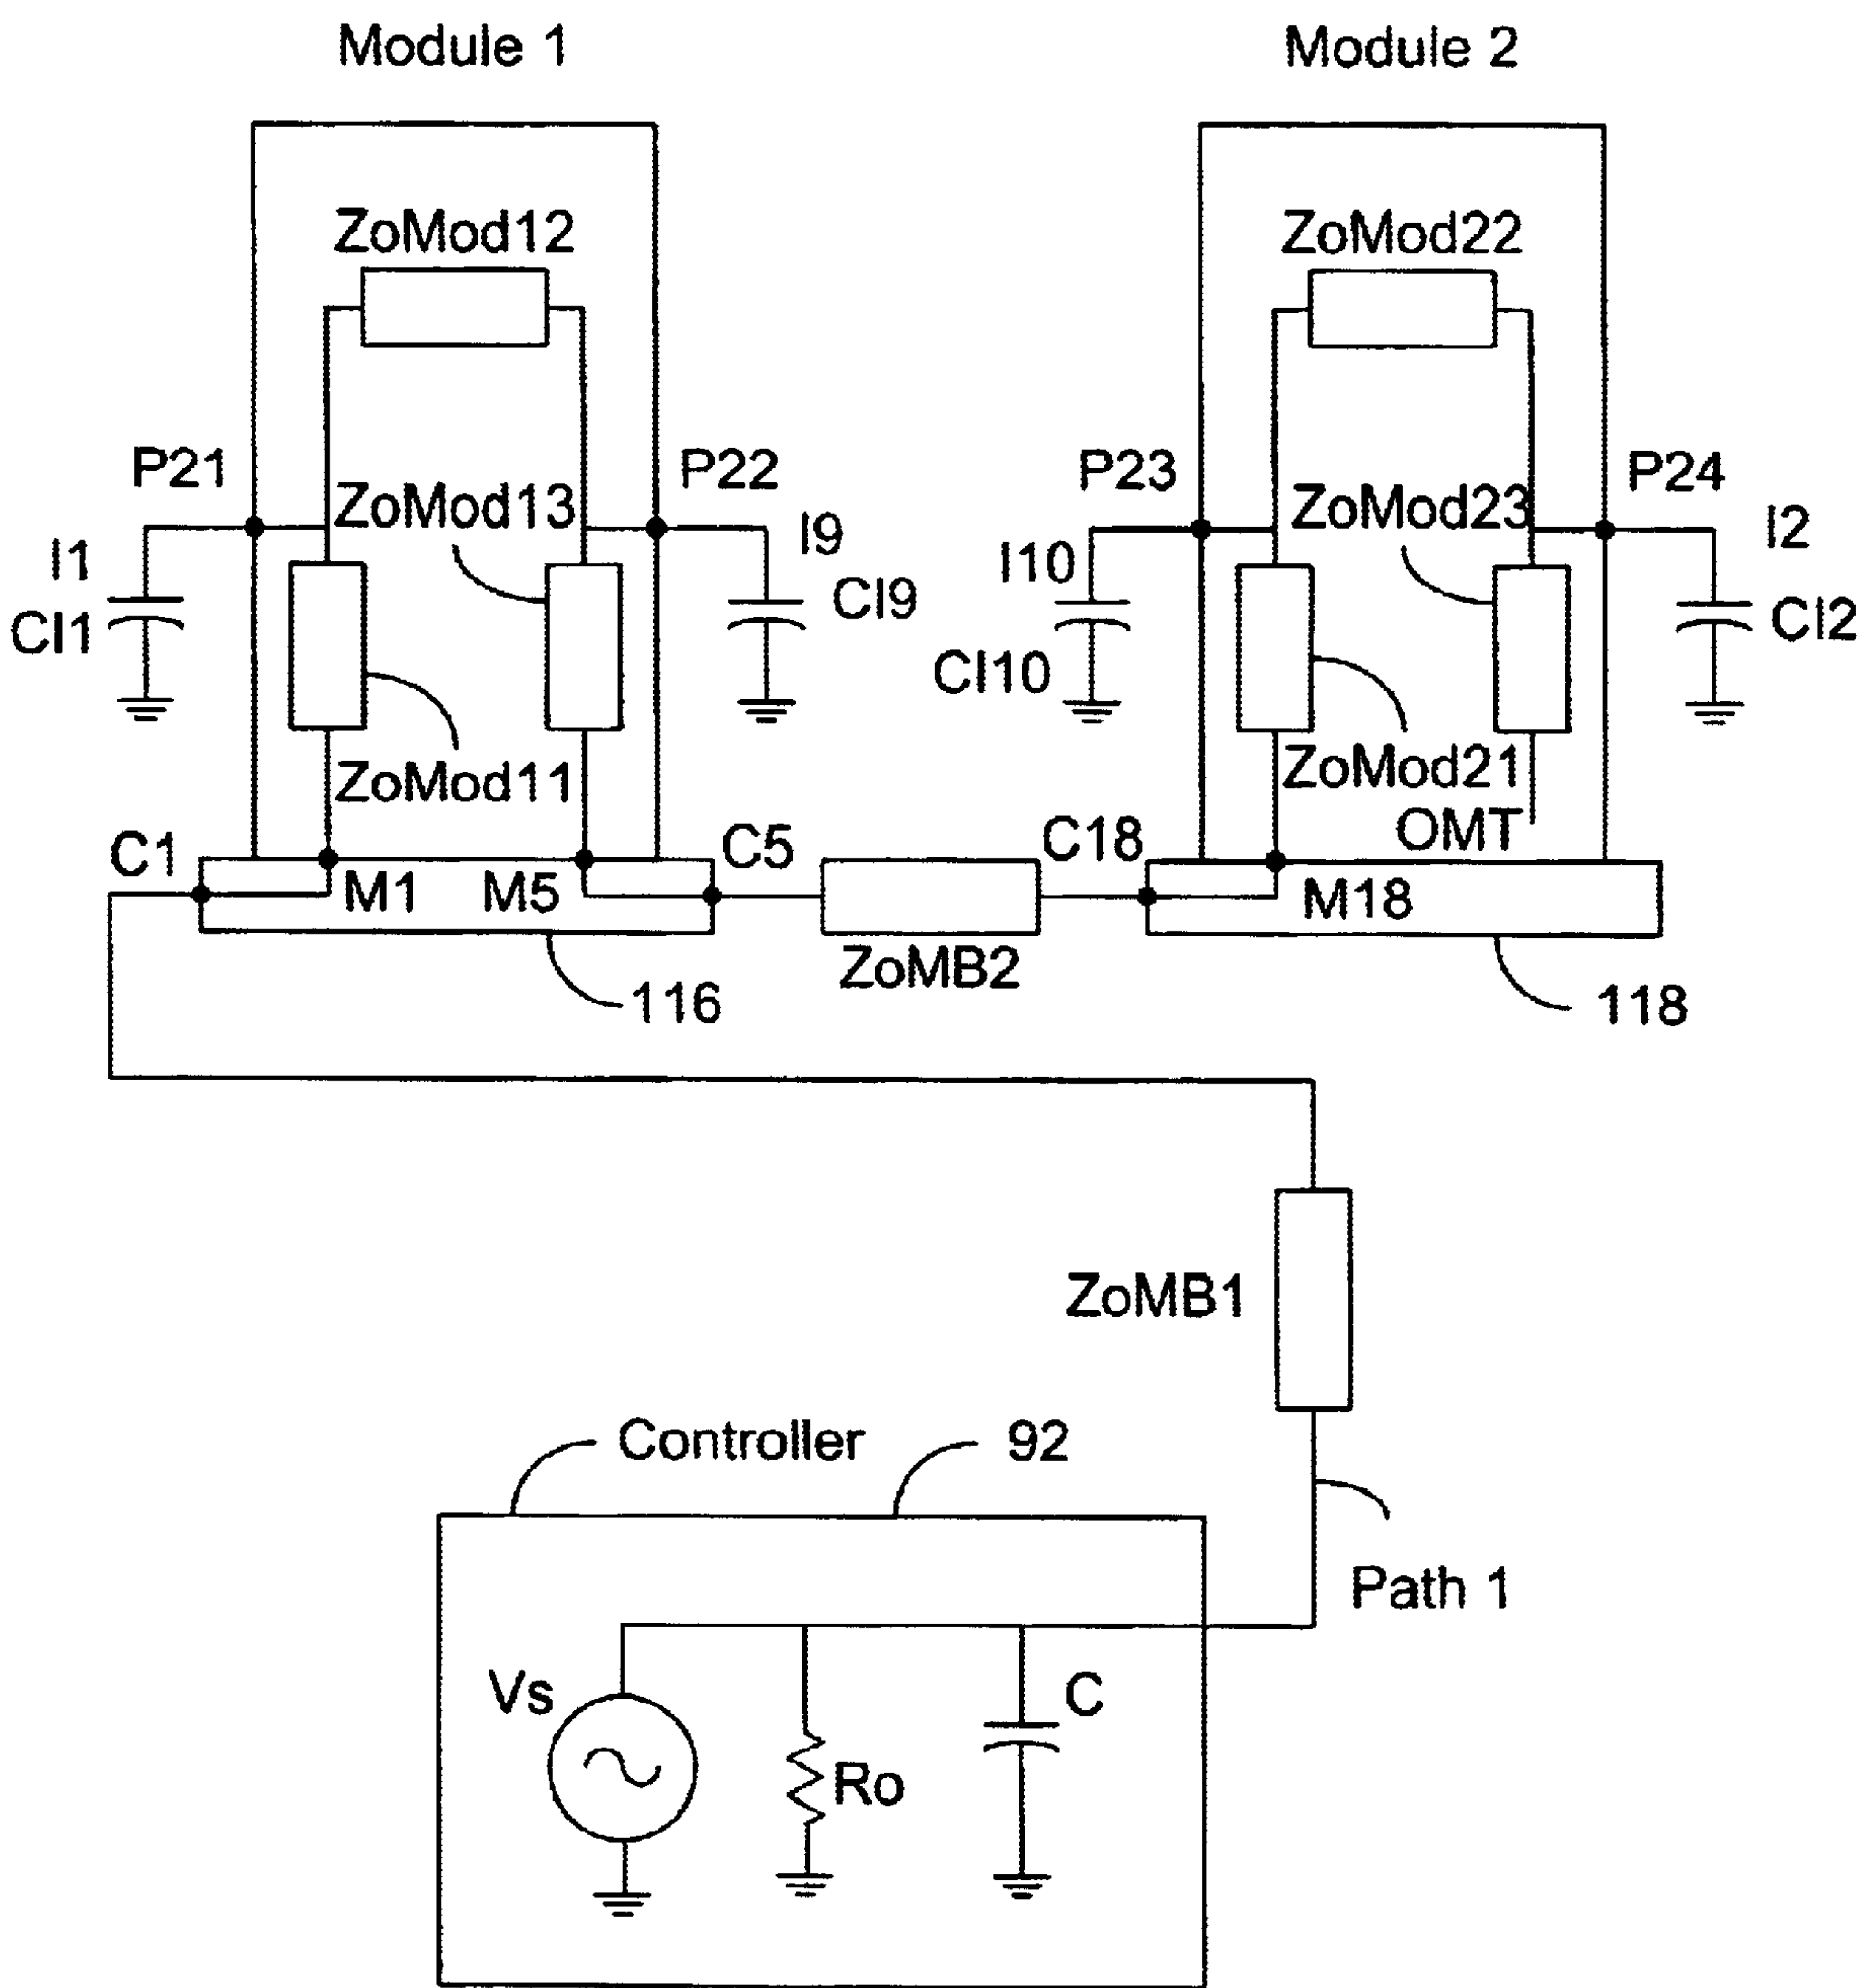 Module 1
Module 2
ZoMod12
ZoMod22
P21
ZoMod13
P22
P23
ZoMod23
P24
I1
I9
I10
I2
CI1
CI9
CI10
CI2
ZoMod11
ZoMod21
OMT
C1
C5
C18
M1
M5
M18
ZoMB2
116
118
ZoMB1
Controller
92
Path 1
Vs
Ro
C